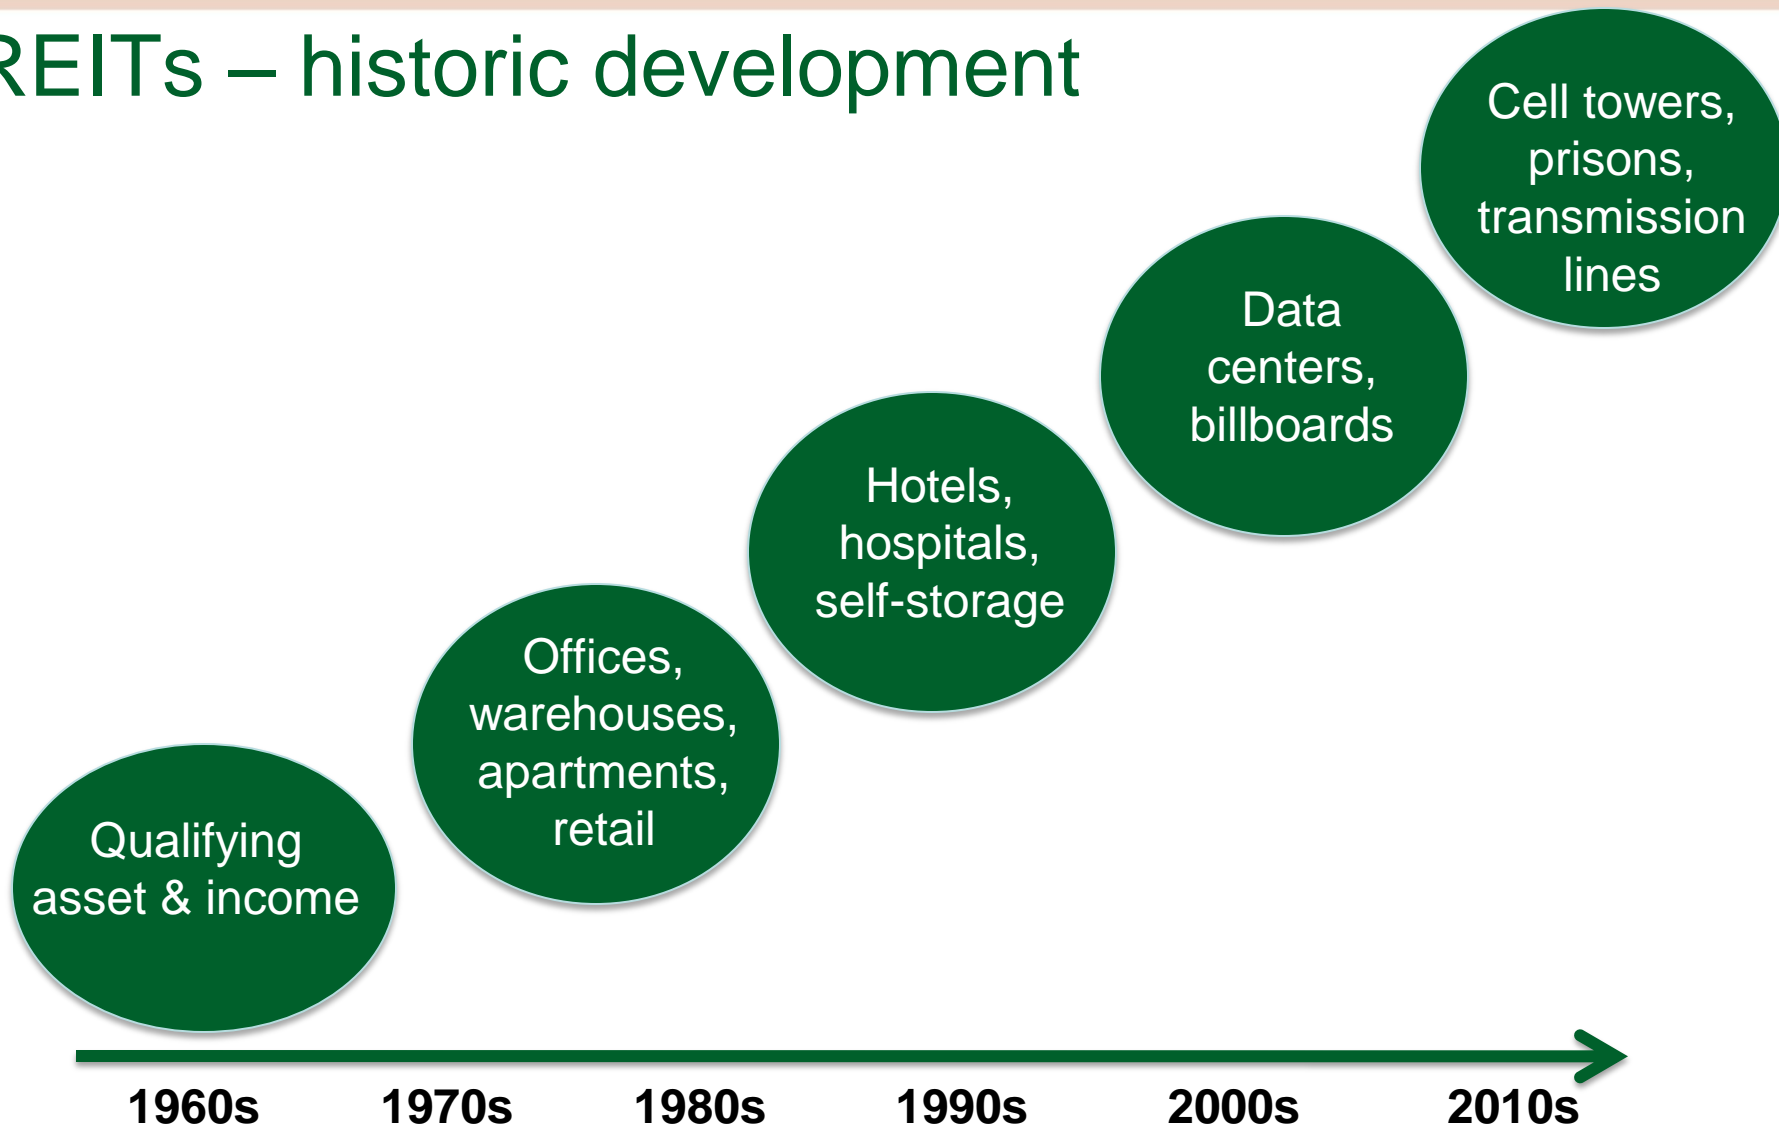 REITs – historic development
Cell towers,
prisons,
transmission
lines
Data
centers,
billboards
Hotels,
hospitals,
self-storage
Offices,
warehouses,
apartments,
retail
Qualifying
asset & income
1960s 1970s 1980s 1990s 2000s 2010s